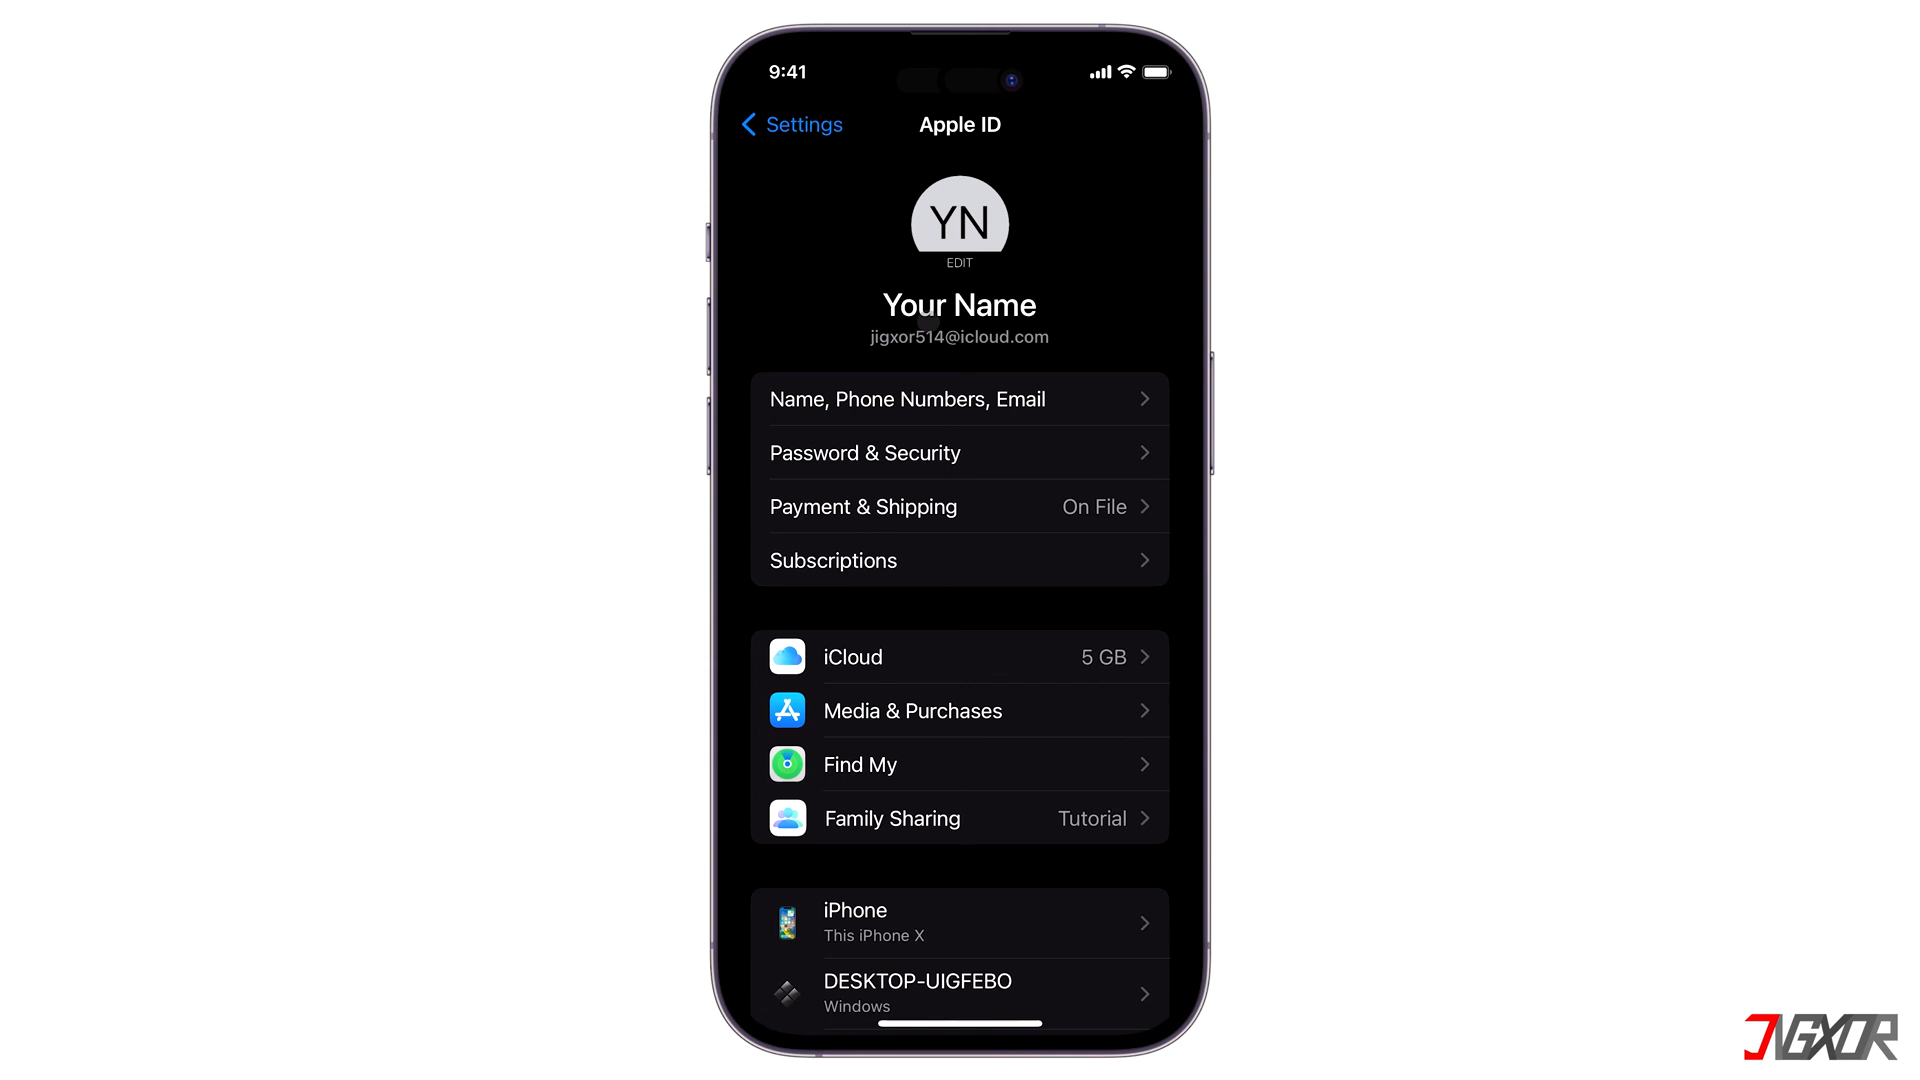 9:41
Settings
Apple ID
YN
EDIT
Your Name
jigxor514@icloud.com
Name, Phone Numbers, Email
Password & Security
Payment & Shipping On File
Subscriptions
iCloud 5 GB
Media & Purchases
Find My
Family Sharing Tutorial
iPhone
This iPhone X
DESKTOP-UIGFEBO
Windows
JIGXOR